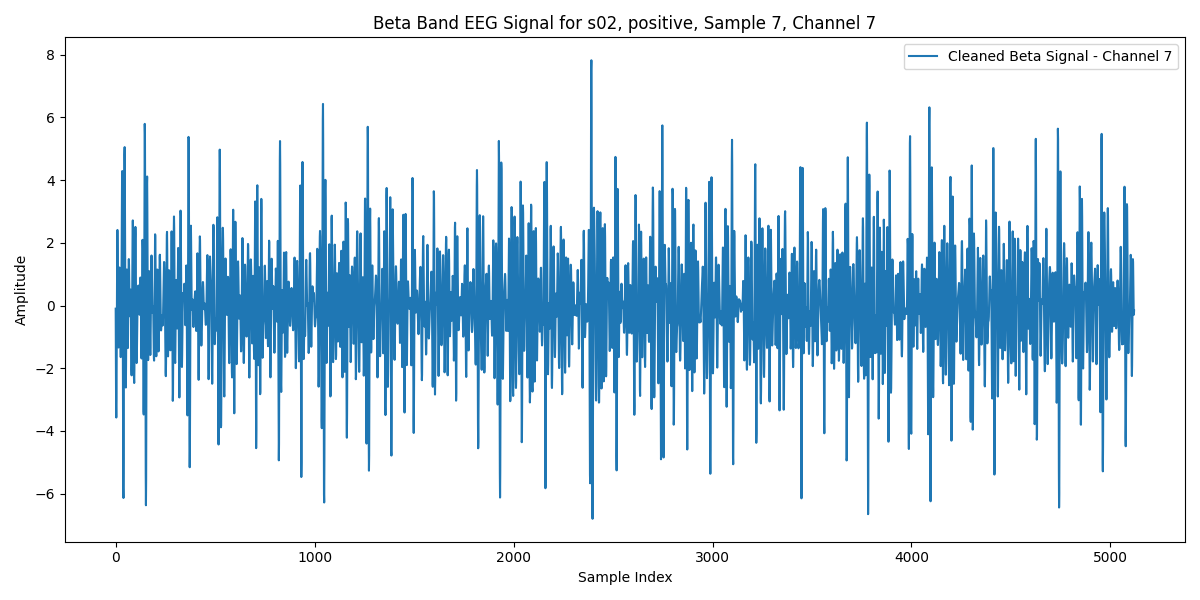 Beta Band EEG Signal for s02, positive, Sample 7, Channel 7
Cleaned Beta Signal - Channel 7
8
6
4
2
0
−2
−4
−6
Amplitude
0 1000 2000 3000 4000 5000
Sample Index